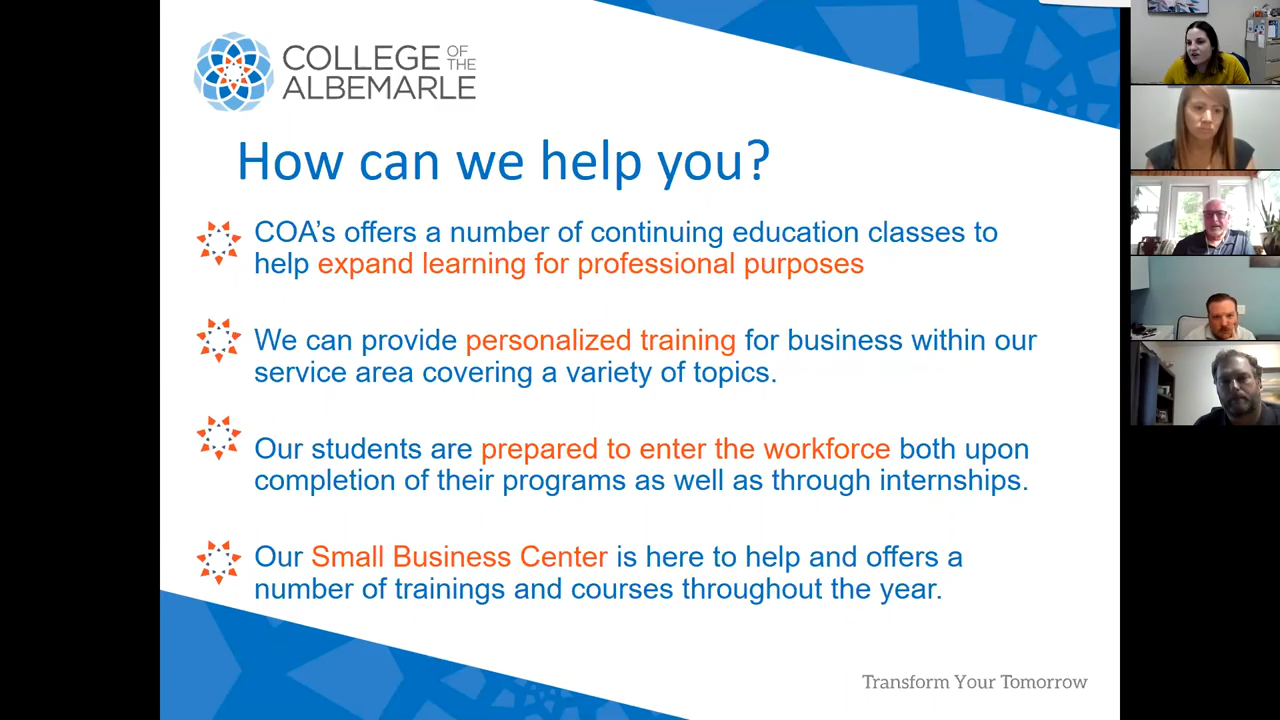 COLLEGE OF THE
ALBEMARLE
How can we help you?
COA’s offers a number of continuing education classes to
help expand learning for professional purposes
We can provide personalized training for business within our
service area covering a variety of topics.
Our students are prepared to enter the workforce both upon
completion of their programs as well as through internships.
Our Small Business Center is here to help and offers a
number of trainings and courses throughout the year.
Transform Your Tomorrow